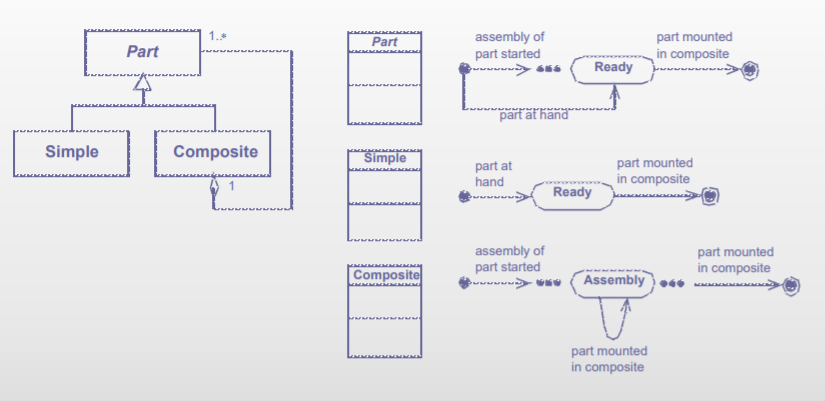 Part
1..*
Simple
Composite
1
Part
assembly of
part started
Ready
part mounted
in composite
part at hand
Simple
part at
hand
Ready
part mounted
in composite
Composite
assembly of
part started
Assembly
part mounted
in composite
part mounted
in composite